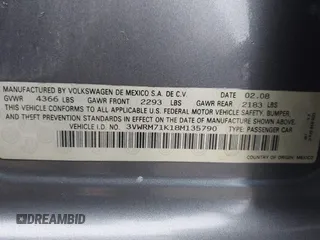 MANUFACTURED BY VOLKSWAGEN DE MEXICO S.A. DE C.V. DATE 02.08
GVWR 4366 LBS GAWR FRONT 2293 LBS GAWR REAR 2183 LBS
THIS VEHICLE CONFORMS TO ALL APPLICABLE U.S. FEDERAL MOTOR VEHICLE SAFETY, BUMPER,
AND THEFT PREVENTION STANDARDS IN EFFECT ON THE DATE OF MANUFACTURE SHOWN ABOVE.
VEHICLE I.D.: 3VWRM71K18M135790 TYPE: PASSENGER CAR
COUNTRY OF ORIGIN: MEXICO
DREAMBID